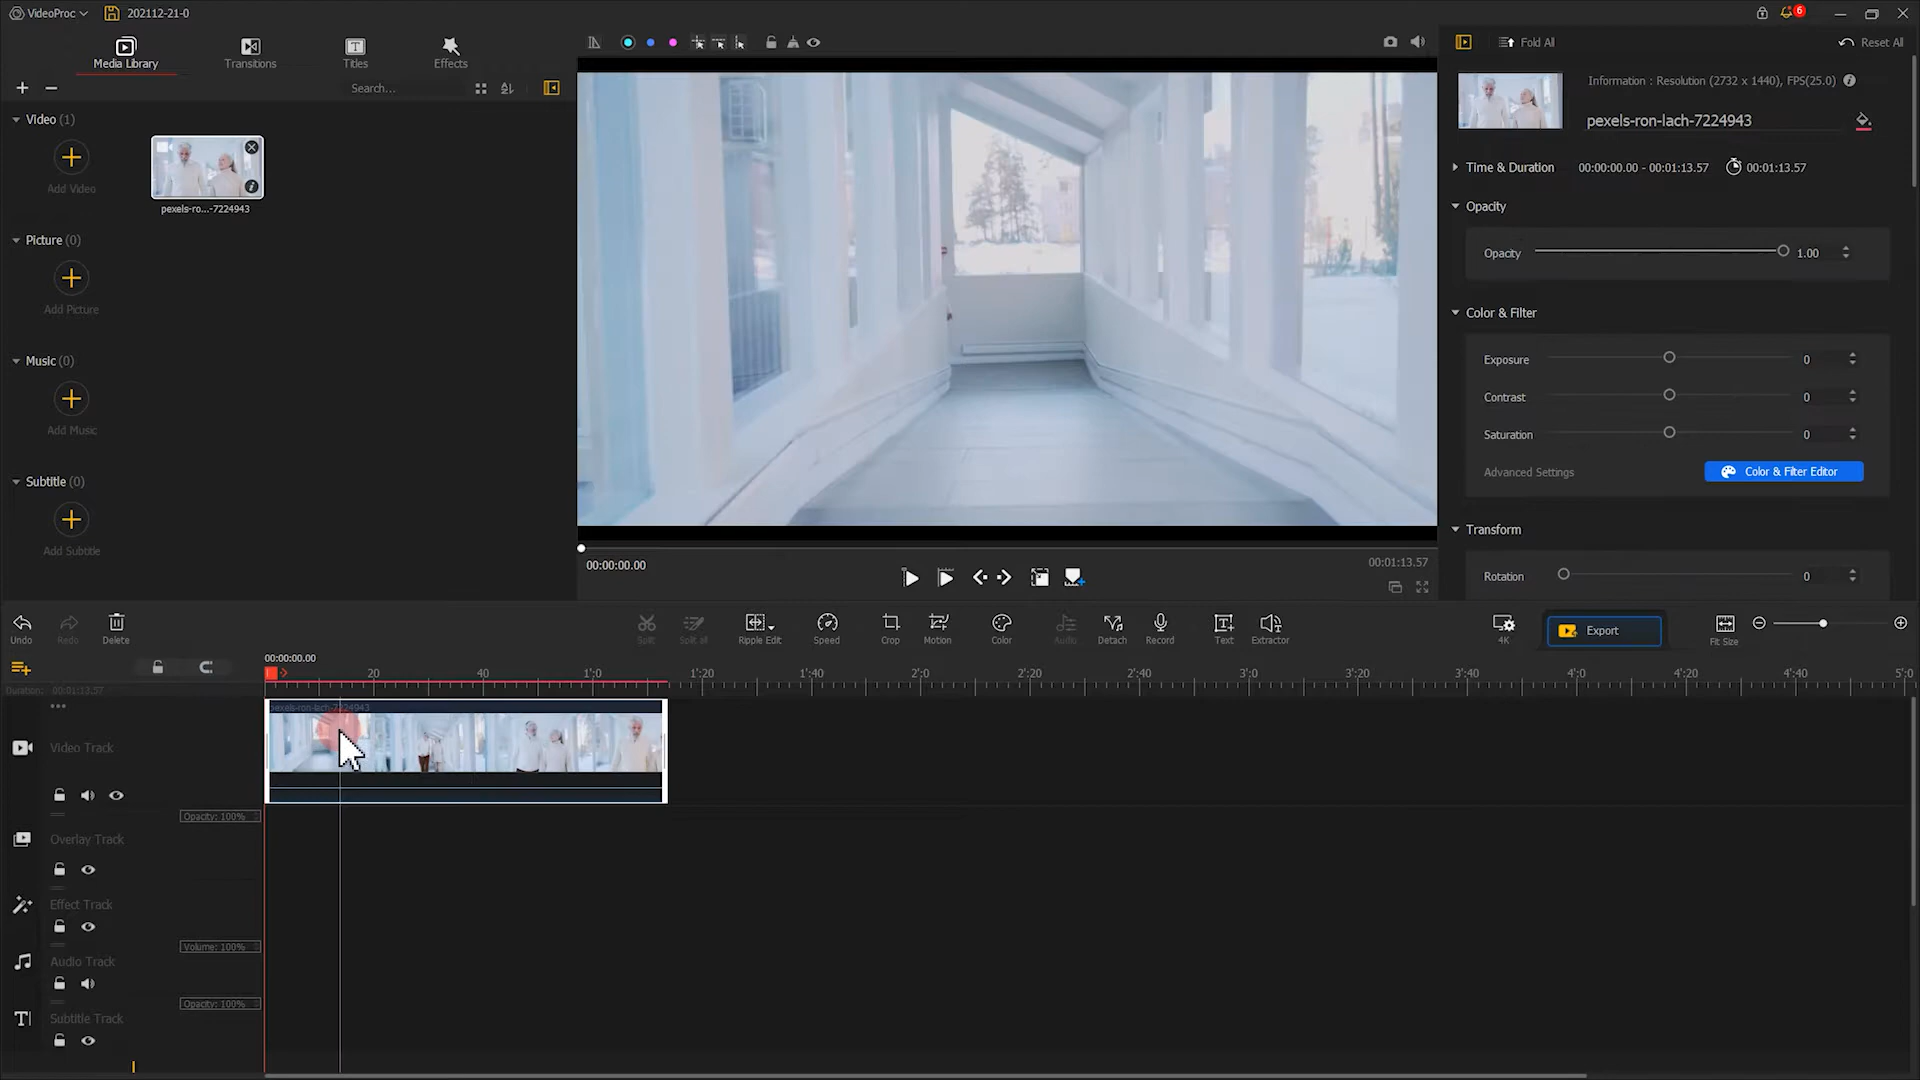 VideoProc
202112-21-0
6
Media Library
Transitions
Titles
Effects
Search...
Video (1)
Add Video
pexels-ro...-7224943
Picture (0)
Add Picture
Music (0)
Add Music
Subtitle (0)
Add Subtitle
00:00:00.00
00:01:13.57
Fold All
Reset All
Information : Resolution (2732 x 1440), FPS(25.0)
pexels-ron-lach-7224943
Time & Duration
00:00:00.00 - 00:01:13.57
00:01:13.57
Opacity
Opacity
1.00
Color & Filter
Exposure
0
Contrast
0
Saturation
0
Advanced Settings
Color & Filter Editor
Transform
Rotation
0
Undo
Redo
Delete
Split
Split all
Ripple Edit
Speed
Crop
Motion
Color
Audio
Detach
Record
Text
Extractor
4K
Export
Fit Size
00:00:00.00
20
40
1':0
1':20
1':40
2':0
2':20
2':40
3':0
3':20
3':40
4':0
4':20
4':40
5':0
Duration: 00:01:13.57
pexels-ron-lach-7224943
Video Track
Opacity: 100%
Overlay Track
Effect Track
Volume: 100%
Audio Track
Opacity: 100%
Subtitle Track